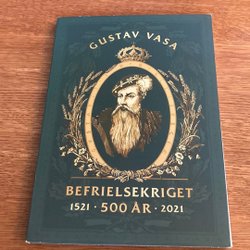 GUSTAV VASA
BEFRIELSEKRIGET
1521 · 500 ÅR · 2021